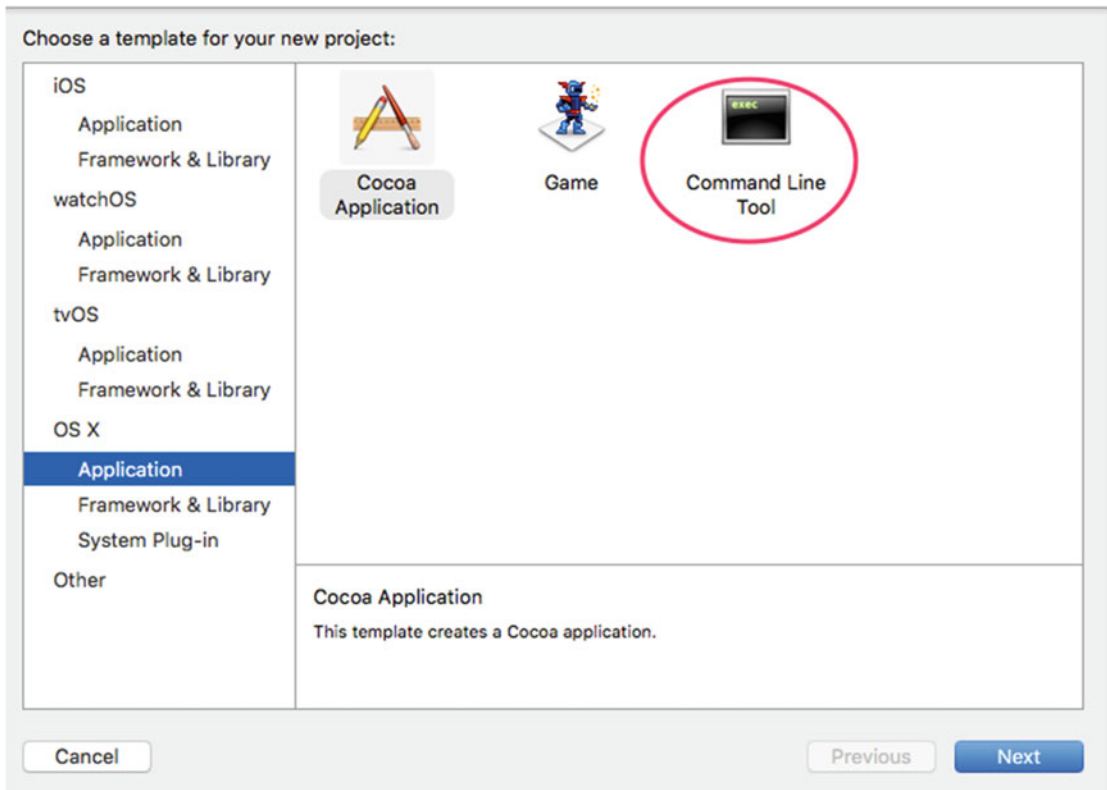 Choose a template for your new project:
iOS
Application
Framework & Library
watchOS
Application
Framework & Library
tvOS
Application
Framework & Library
OS X
Application
Framework & Library
System Plug-in
Other
Cocoa
Application
Game
exec
Command Line
Tool
Cocoa Application
This template creates a Cocoa application.
Cancel
Previous
Next